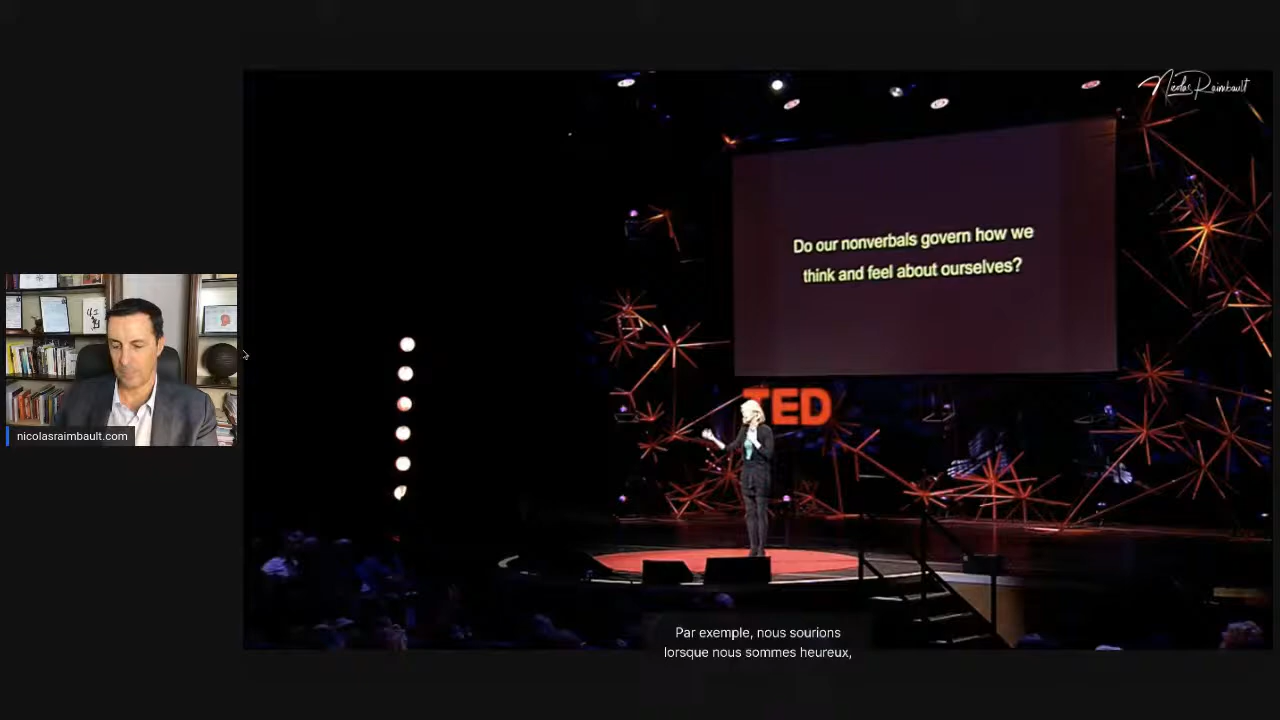 Nicolas Raimbault
Do our nonverbals govern how we
think and feel about ourselves?
TED
nicolasraimbault.com
Par exemple, nous sourions
lorsque nous sommes heureux,